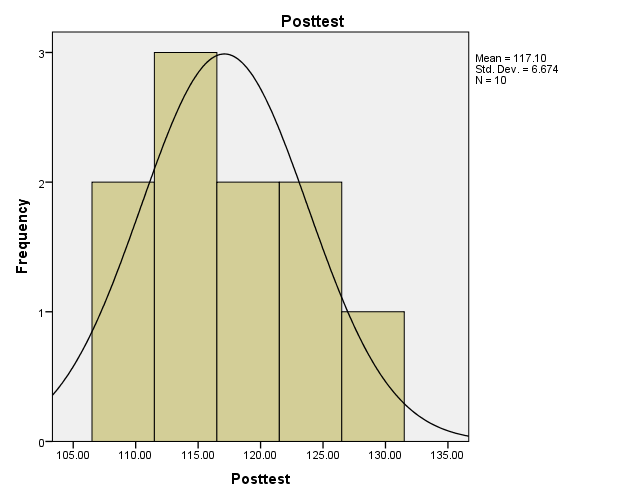 Posttest
Mean = 117.10
Std. Dev. = 6.674
N = 10
Frequency
3
2
1
0
105.00 110.00 115.00 120.00 125.00 130.00 135.00
Posttest